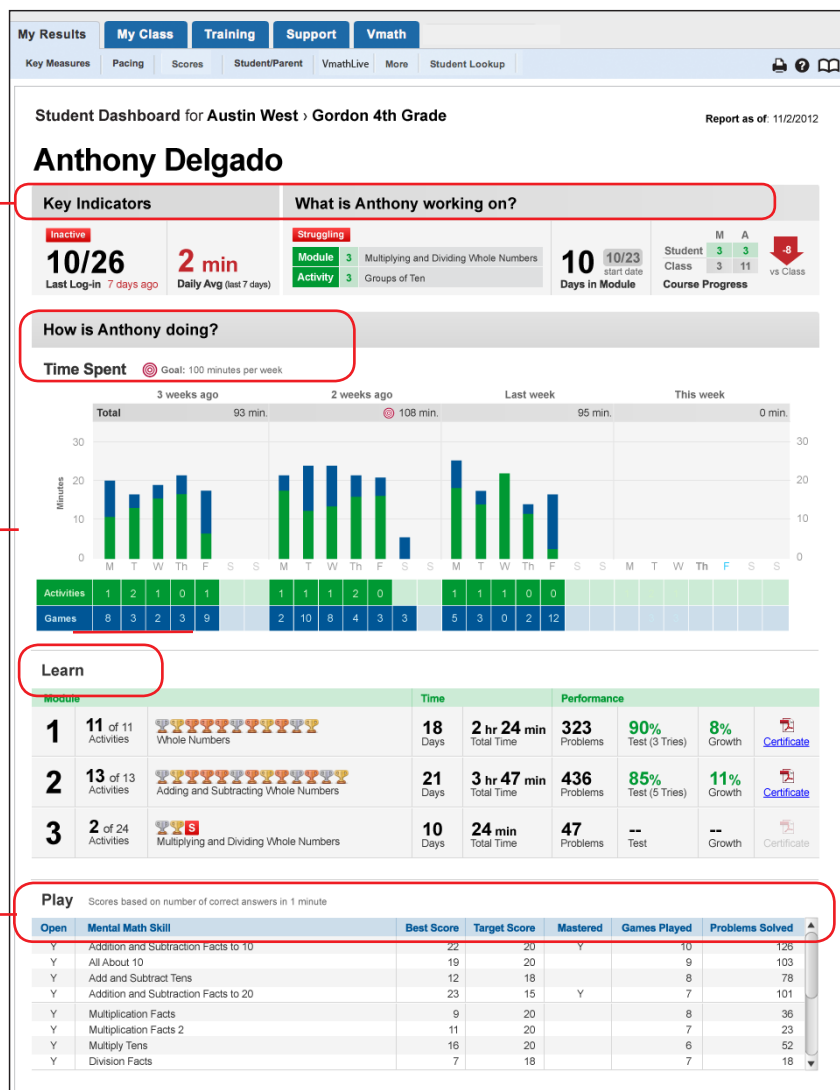 My Results My Class Training Support Vmath
Key Measures Pacing Scores Student/Parent VmathLive More Student Lookup
Student Dashboard for Austin West › Gordon 4th Grade
Report as of: 11/2/2012
Anthony Delgado
Key Indicators
What is Anthony working on?
Inactive
10/26
Last Log-in 7 days ago
2 min
Daily Avg (last 7 days)
Struggling
Module 3 Multiplying and Dividing Whole Numbers
Activity 3 Groups of Ten
10 10/23
start date
Days in Module
M A
Student 3 3
Class 3 11
Course Progress
-8
vs Class
How is Anthony doing?
Time Spent Goal: 100 minutes per week
3 weeks ago 2 weeks ago Last week This week
Total 93 min. 108 min. 95 min. 0 min.
Minutes
30 30
20 20
10 10
0 0
M T W Th F S S M T W Th F S S M T W Th F S S M T W Th F S S
Activities 1 2 1 0 1 1 1 1 2 0 1 1 1 0 0
Games 8 3 2 3 9 2 10 8 4 3 3 5 3 0 2 12
Learn
Module Time Performance
1 11 of 11 Activities Whole Numbers 18 Days 2 hr 24 min Total Time 323 Problems 90% Test (3 Tries) 8% Growth Certificate
2 13 of 13 Activities Adding and Subtracting Whole Numbers 21 Days 3 hr 47 min Total Time 436 Problems 85% Test (5 Tries) 11% Growth Certificate
3 2 of 24 Activities S Multiplying and Dividing Whole Numbers 10 Days 24 min Total Time 47 Problems -- Test -- Growth Certificate
Play Scores based on number of correct answers in 1 minute
Open Mental Math Skill Best Score Target Score Mastered Games Played Problems Solved
Y Addition and Subtraction Facts to 10 22 20 Y 10 126
Y All About 10 19 20 9 103
Y Add and Subtract Tens 12 18 8 78
Y Addition and Subtraction Facts to 20 23 15 Y 7 101
Y Multiplication Facts 9 20 8 36
Y Multiplication Facts 2 11 20 7 23
Y Multiply Tens 16 20 6 52
Y Division Facts 7 18 7 18